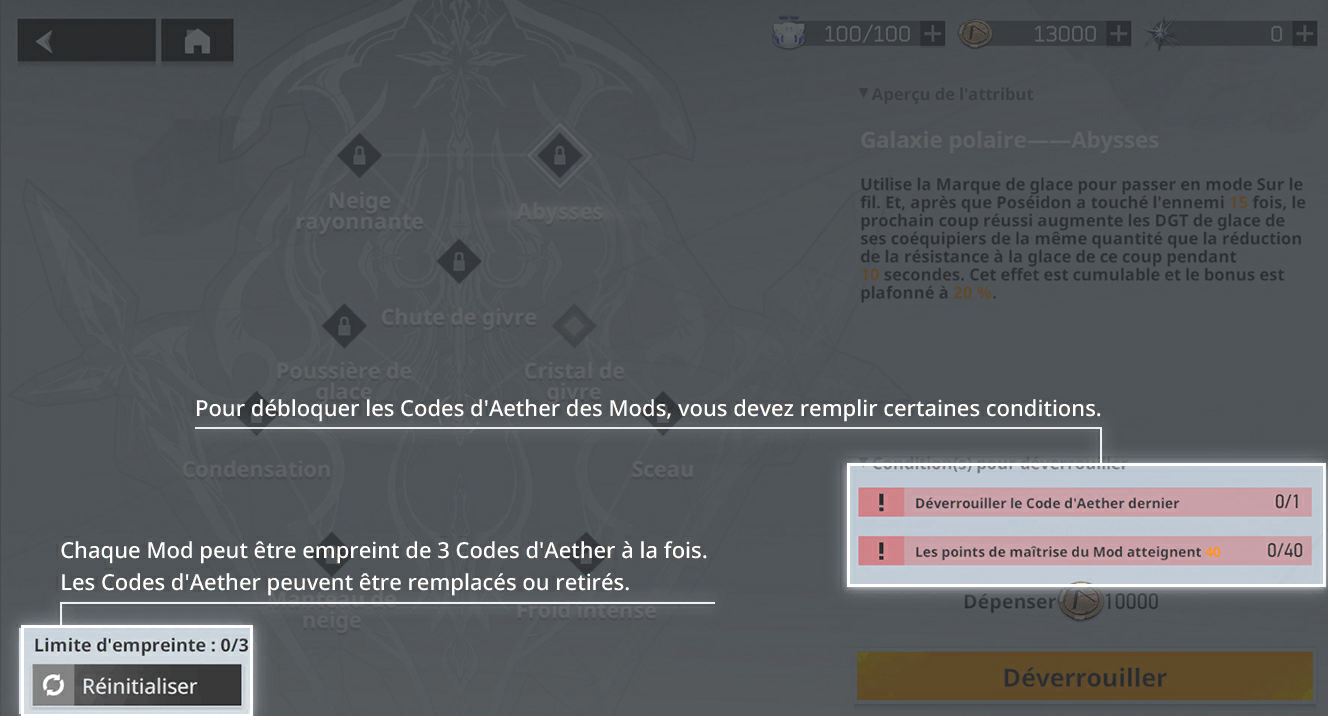 100/100
13000
0
Aperçu de l'attribut
Galaxie polaire——Abysses
Utilise la Marque de glace pour passer en mode Sur le
fil. Et, après que Poséidon a touché l'ennemi 15 fois, le
prochain coup réussi augmente les DGT de glace de
ses coéquipiers de la même quantité que la réduction
de la résistance à la glace de ce coup pendant
10 secondes. Cet effet est cumulable et le bonus est
plafonné à 20 %.
Neige
rayonnante
Abysses
Chute de givre
Poussière de
glace
Cristal de
givre
Pour débloquer les Codes d'Aether des Mods, vous devez remplir certaines conditions.
Condensation
Sceau
Condition(s) pour déverrouiller
Déverrouiller le Code d'Aether dernier 0/1
Les points de maîtrise du Mod atteignent 40 0/40
Chaque Mod peut être empreint de 3 Codes d'Aether à la fois.
Les Codes d'Aether peuvent être remplacés ou retirés.
Manteau de
neige
Froid intense
Dépenser 10000
Limite d'empreinte : 0/3
Réinitialiser
Déverrouiller